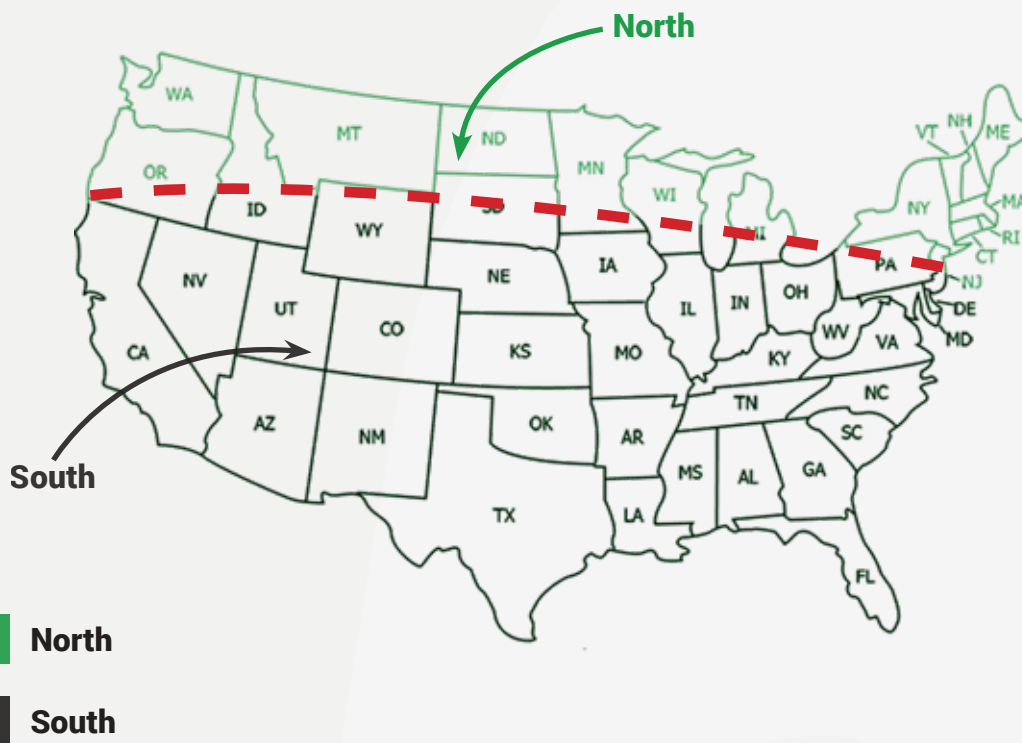 North
WA
MT
ND
MN
OR
ID
WY
SD
WI
MI
VT
NH
ME
NY
MA
RI
CT
NJ
PA
NV
UT
CO
NE
IA
IL
IN
OH
WV
DE
MD
VA
CA
KS
MO
KY
AZ
NM
OK
AR
TN
NC
SC
MS
AL
GA
South
TX
LA
FL
North
South